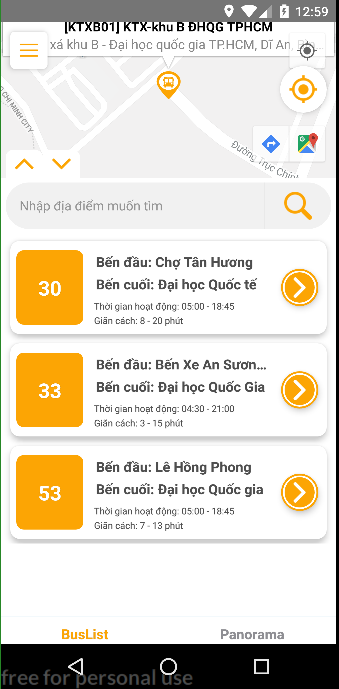 12:59
[KTXB01] KTX-khu B ĐHQG TPHCM
xá khu B - Đại học quốc gia TP.HCM, Dĩ An,
CHI MINH CITY
Đường Trục Chính
Nhập địa điểm muốn tìm
30
Bến đầu: Chợ Tân Hương
Bến cuối: Đại học Quốc tế
Thời gian hoạt động: 05:00 - 18:45
Giãn cách: 8 - 20 phút
33
Bến đầu: Bến Xe An Sương...
Bến cuối: Đại học Quốc Gia
Thời gian hoạt động: 04:30 - 21:00
Giãn cách: 3 - 15 phút
53
Bến đầu: Lê Hồng Phong
Bến cuối: Đại học Quốc gia
Thời gian hoạt động: 05:00 - 18:45
Giãn cách: 7 - 13 phút
BusList
Panorama
free for personal use